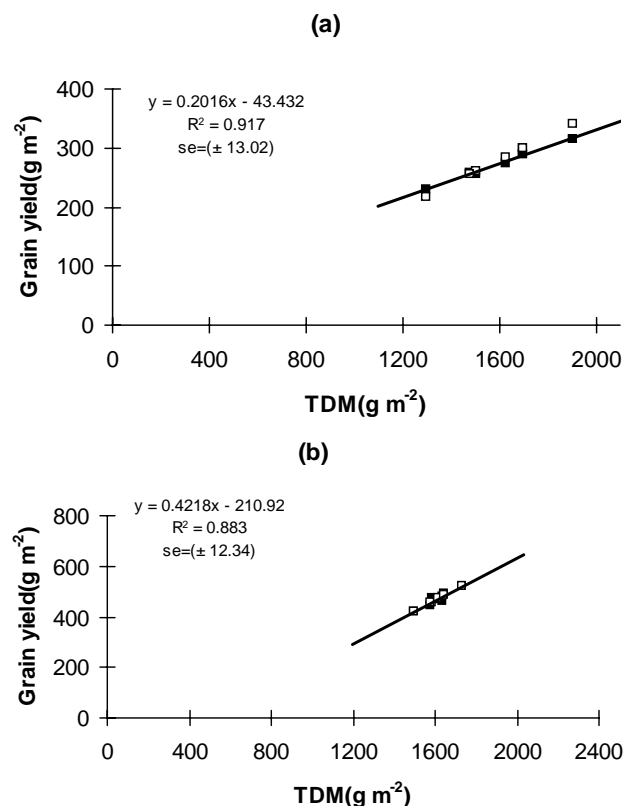 (a)
y = 0.2016x - 43.432
R² = 0.917
se=(± 13.02)
Grain yield(g m⁻²)
400
300
200
100
0
0 400 800 1200 1600 2000
TDM(g m⁻²)
(b)
y = 0.4218x - 210.92
R² = 0.883
se=(± 12.34)
Grain yield(g m⁻²)
800
600
400
200
0
0 400 800 1200 1600 2000 2400
TDM(g m⁻²)